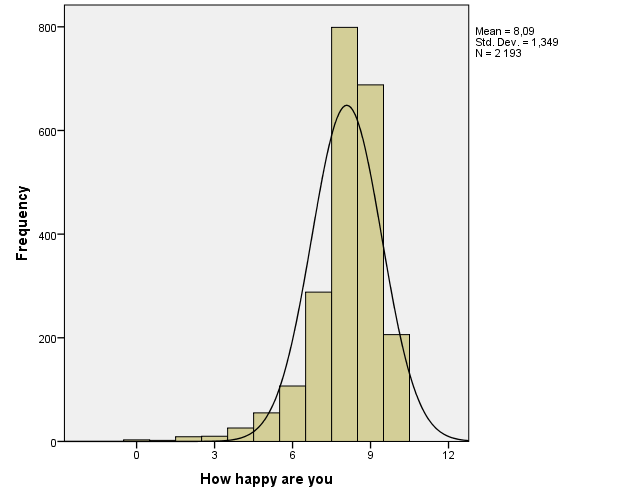 Mean = 8,09
Std. Dev. = 1,349
N = 2 193
800
600
400
200
0
Frequency
0 3 6 9 12
How happy are you